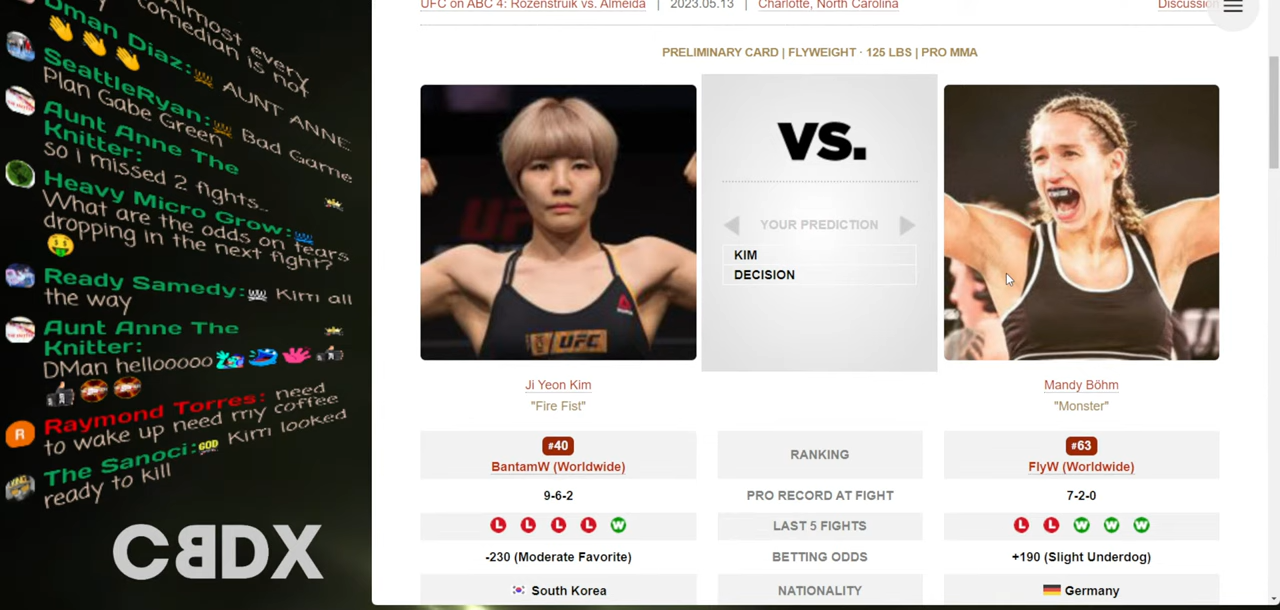 Almost every
comedian is not
Dman Diaz:
👏👏👏 AUNT ANNE
SeattleRyan: Bad Game
Plan Gabe Green
Aunt Anne The
Knitter:
so I missed 2 fights..
Heavy Micro Grow:
What are the odds on tears
dropping in the next fight?
🤑
Ready Samedy: Kim all
the way
Aunt Anne The
Knitter:
DMan hellooooo
R
Raymond Torres: need
to wake up need my coffee
The Sanoci: GOD Kim looked
ready to kill
CBDX
UFC on ABC 4: Rozenstruik vs. Almeida | 2023.05.13 | Charlotte, North Carolina
Discussion
PRELIMINARY CARD | FLYWEIGHT · 125 LBS | PRO MMA
VS.
YOUR PREDICTION
KIM
DECISION
UFC
UFC
Ji Yeon Kim
"Fire Fist"
Mandy Böhm
"Monster"
#40 BantamW (Worldwide) RANKING #63 FlyW (Worldwide)
9-6-2 PRO RECORD AT FIGHT 7-2-0
L L L L W LAST 5 FIGHTS L L W W W
-230 (Moderate Favorite) BETTING ODDS +190 (Slight Underdog)
South Korea NATIONALITY Germany